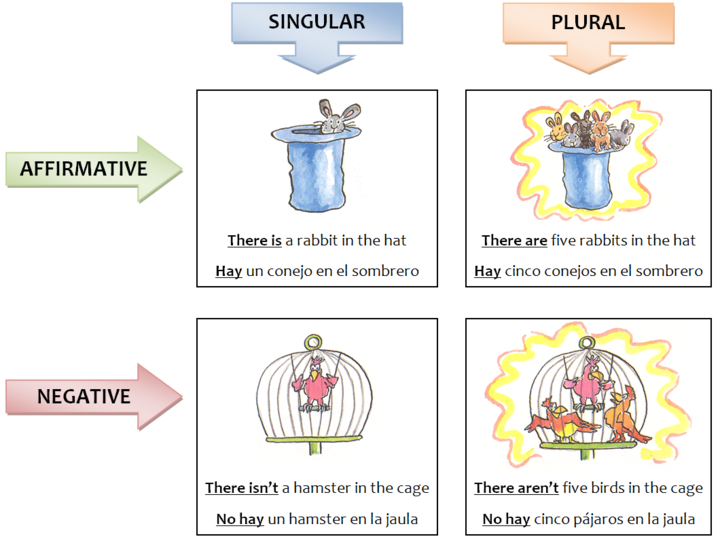 SINGULAR
PLURAL
AFFIRMATIVE
There is a rabbit in the hat
Hay un conejo en el sombrero
There are five rabbits in the hat
Hay cinco conejos en el sombrero
NEGATIVE
There isn't a hamster in the cage
No hay un hamster en la jaula
There aren't five birds in the cage
No hay cinco pájaros en la jaula